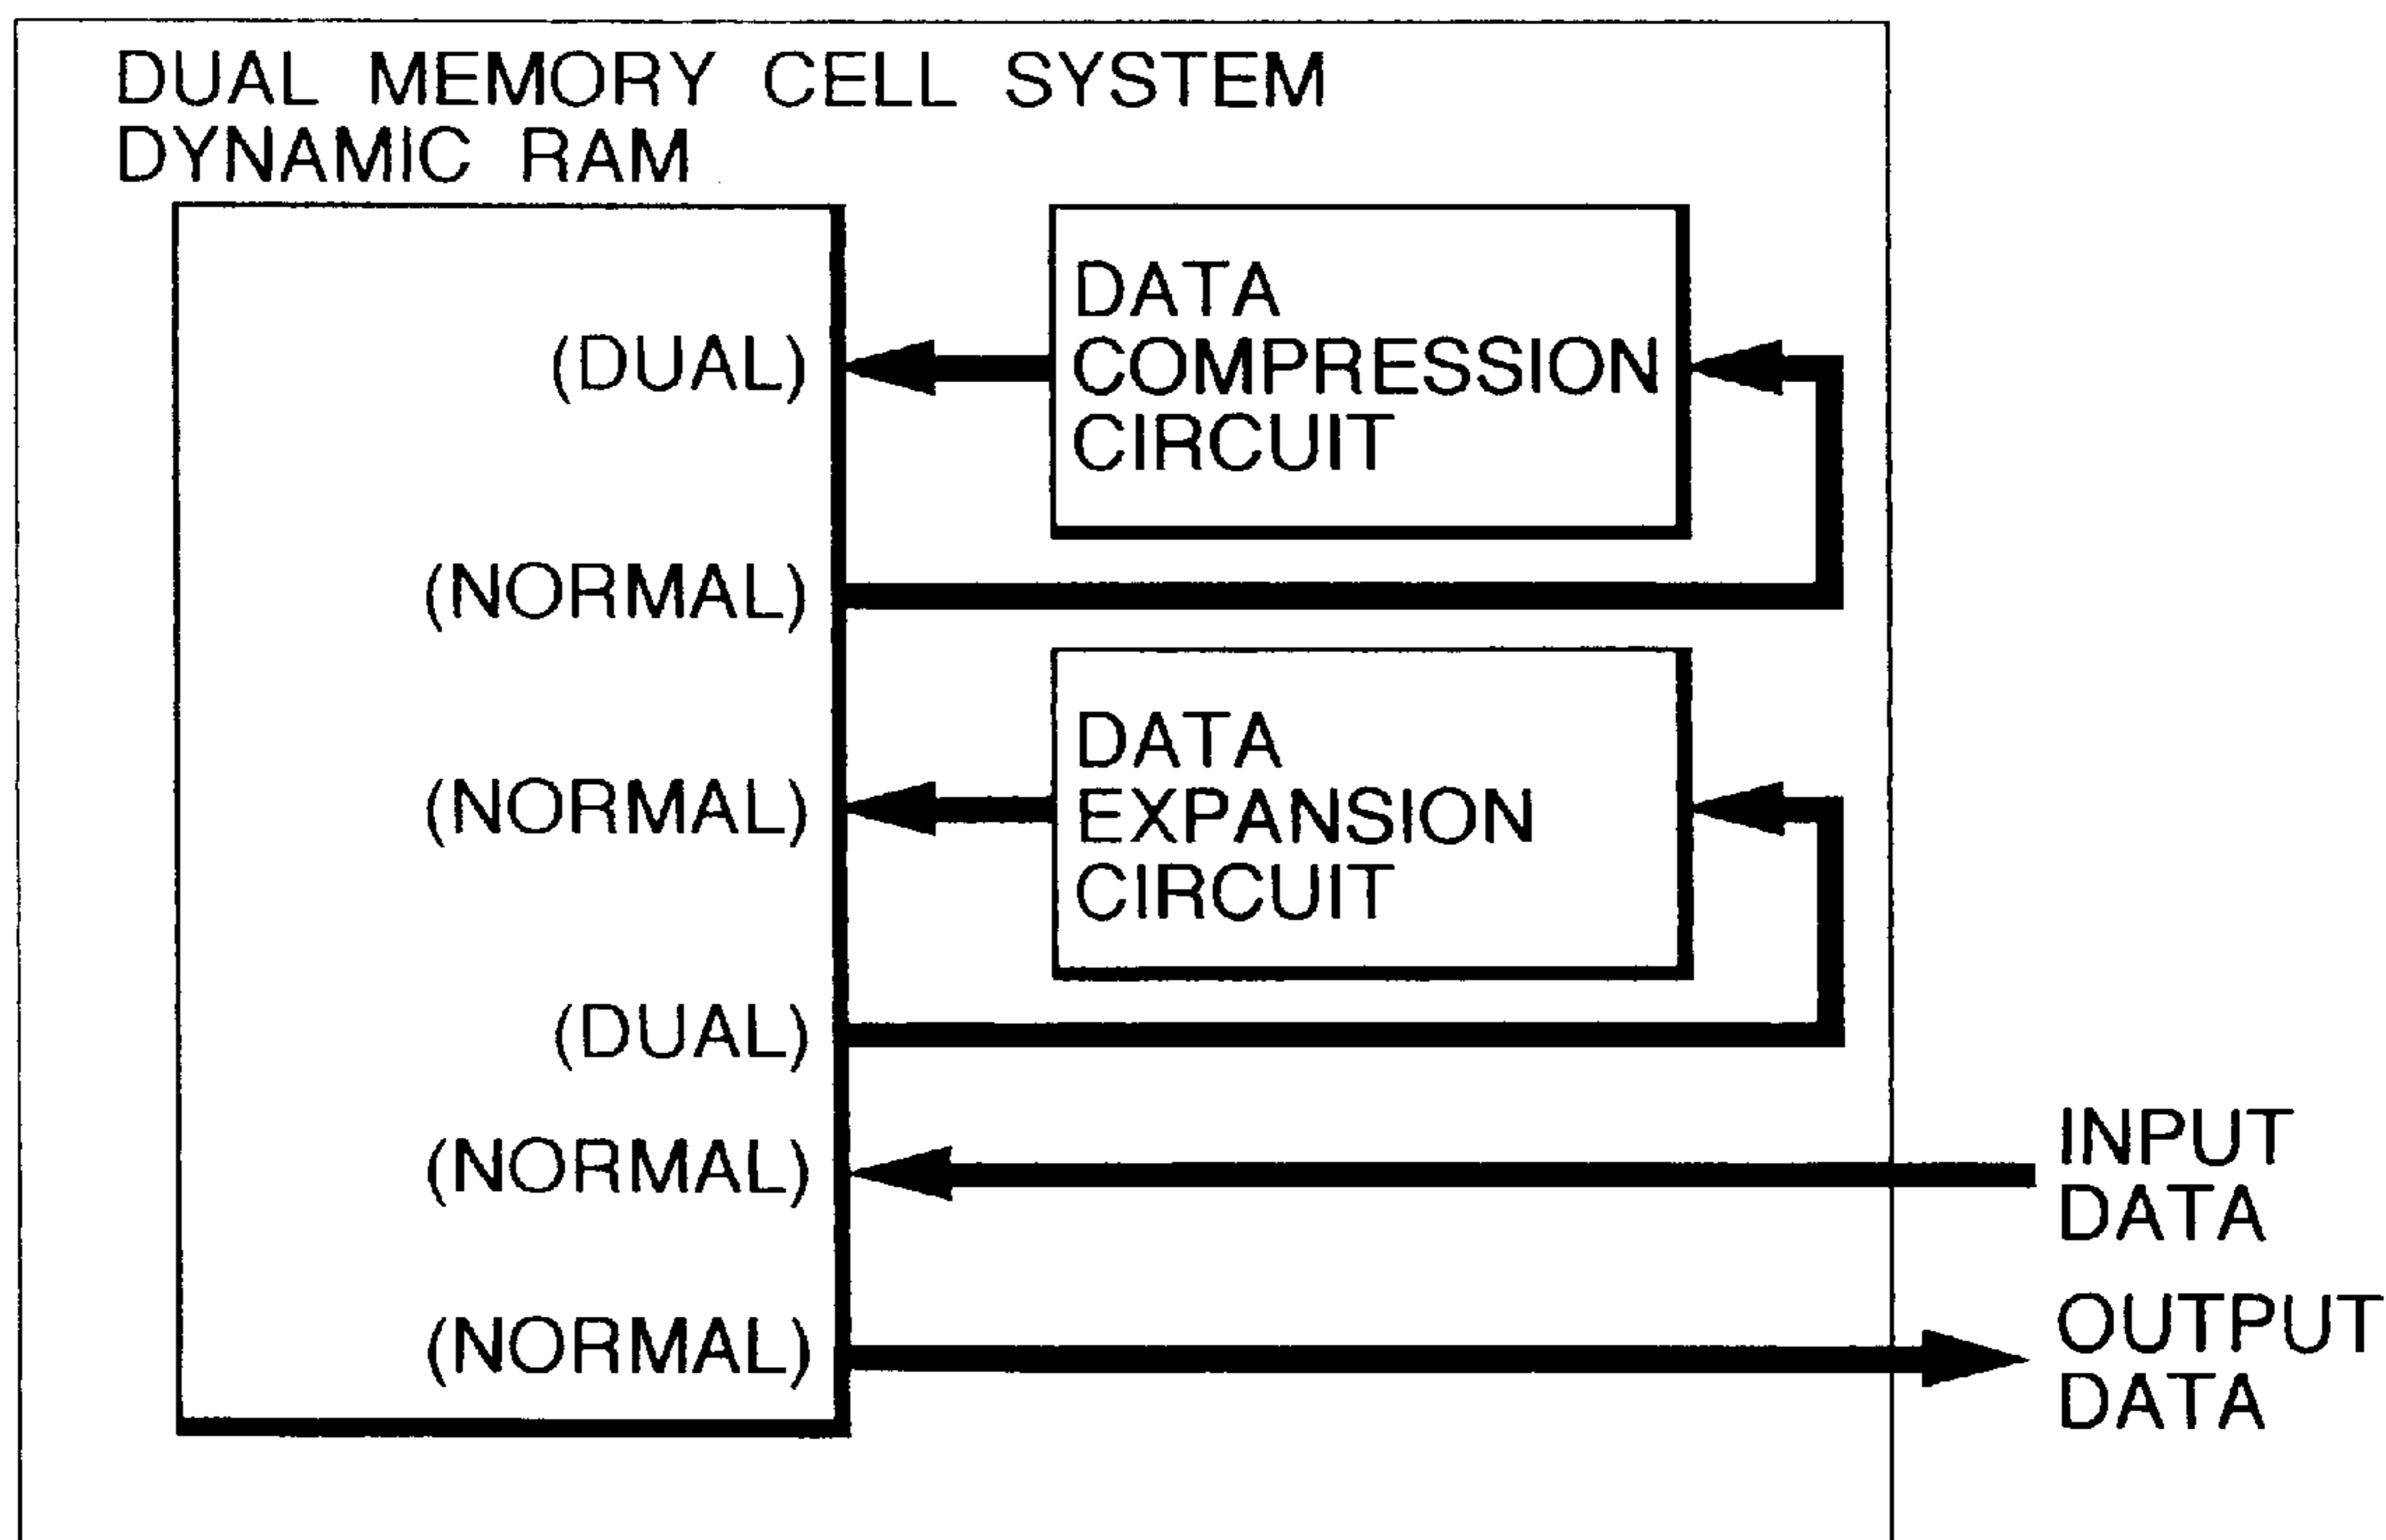 DUAL MEMORY CELL SYSTEM
DYNAMIC RAM
DATA
COMPRESSION
CIRCUIT
(DUAL)
(NORMAL)
DATA
EXPANSION
CIRCUIT
(NORMAL)
(DUAL)
(NORMAL)
INPUT
DATA
(NORMAL)
OUTPUT
DATA